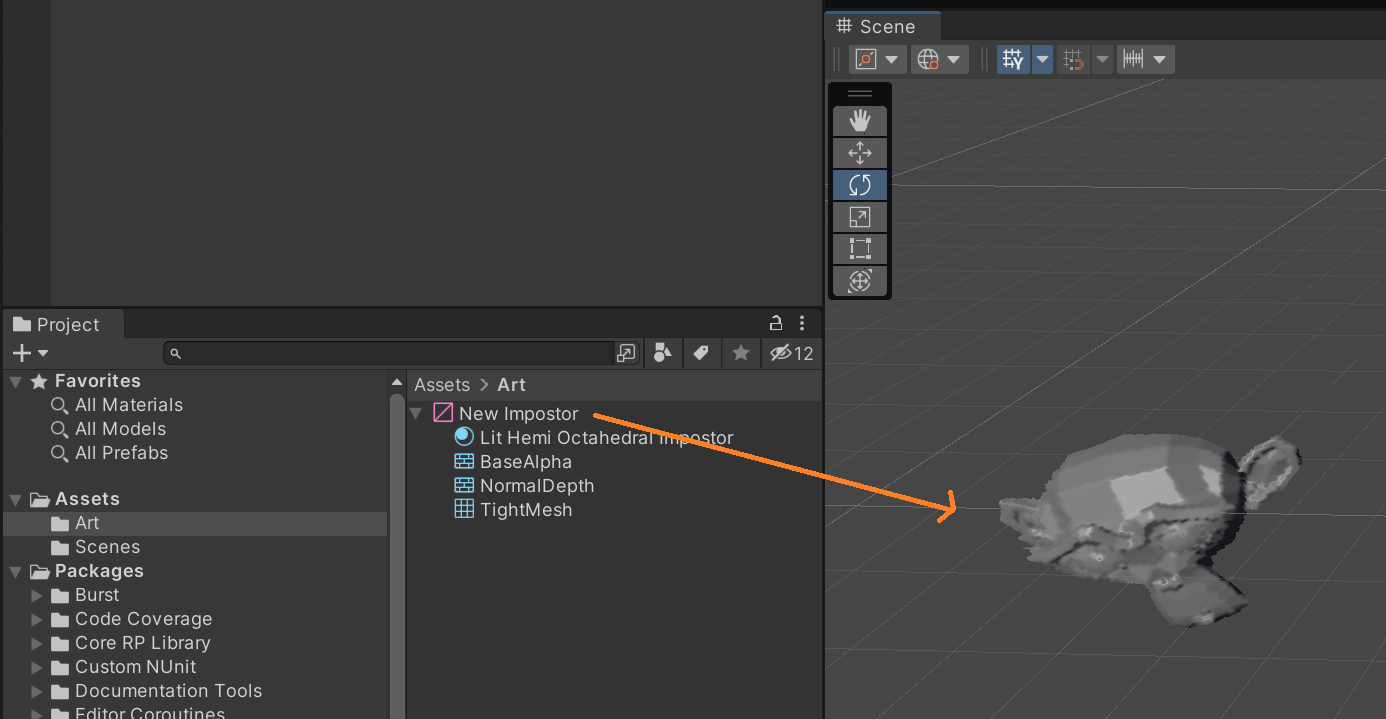 Scene
Project
12
Favorites
All Materials
All Models
All Prefabs
Assets
Art
Scenes
Packages
Burst
Code Coverage
Core RP Library
Custom NUnit
Documentation Tools
Editor Coroutines
Assets > Art
New Impostor
Lit Hemi Octahedral Impostor
BaseAlpha
NormalDepth
TightMesh